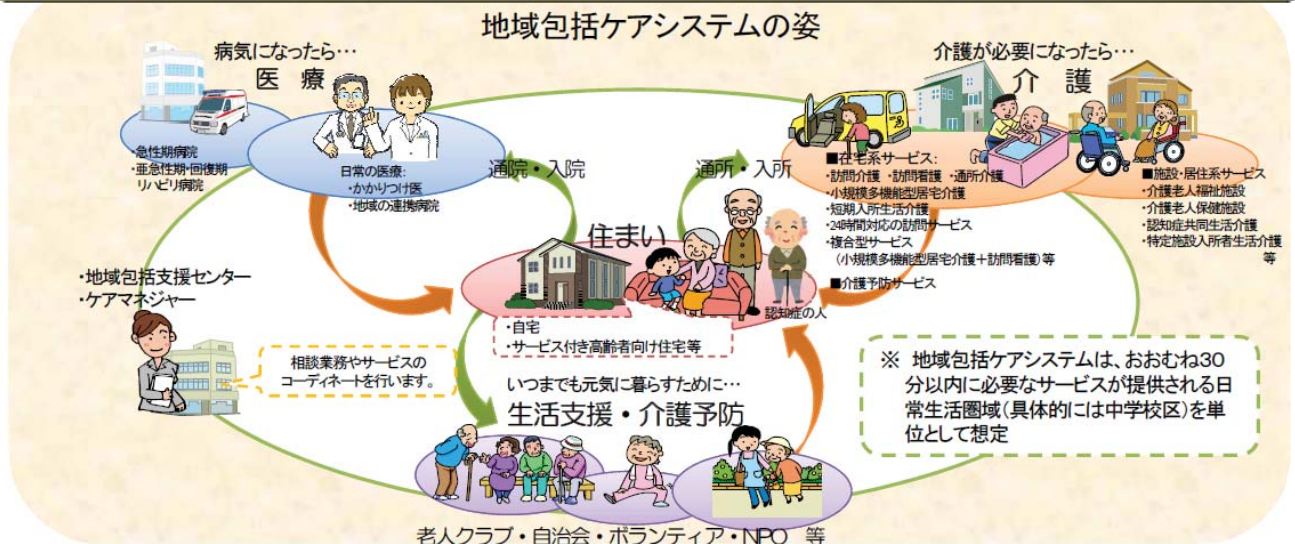 地域包括ケアシステムの姿
病気になったら…
医 療
・急性期病院
・亜急性期・回復期
リハビリ病院
日常の医療:
・かかりつけ医
・地域の連携病院
通院・入院
通所・入所
介護が必要になったら…
介 護
■在宅系サービス:
・訪問介護 ・訪問看護 ・通所介護
・小規模多機能型居宅介護
・短期入所生活介護
・24時間対応の訪問サービス
・複合型サービス
(小規模多機能型居宅介護+訪問看護)等
■介護予防サービス
■施設・居住系サービス
・介護老人福祉施設
・介護老人保健施設
・認知症共同生活介護
・特定施設入所者生活介護
等
住まい
認知症の人
・自宅
・サービス付き高齢者向け住宅等
・地域包括支援センター
・ケアマネジャー
相談業務やサービスの
コーディネートを行います。
いつまでも元気に暮らすために…
生活支援・介護予防
老人クラブ・自治会・ボランティア・NPO 等
※ 地域包括ケアシステムは、おおむね30
分以内に必要なサービスが提供される日
常生活圏域(具体的には中学校区)を単
位として想定